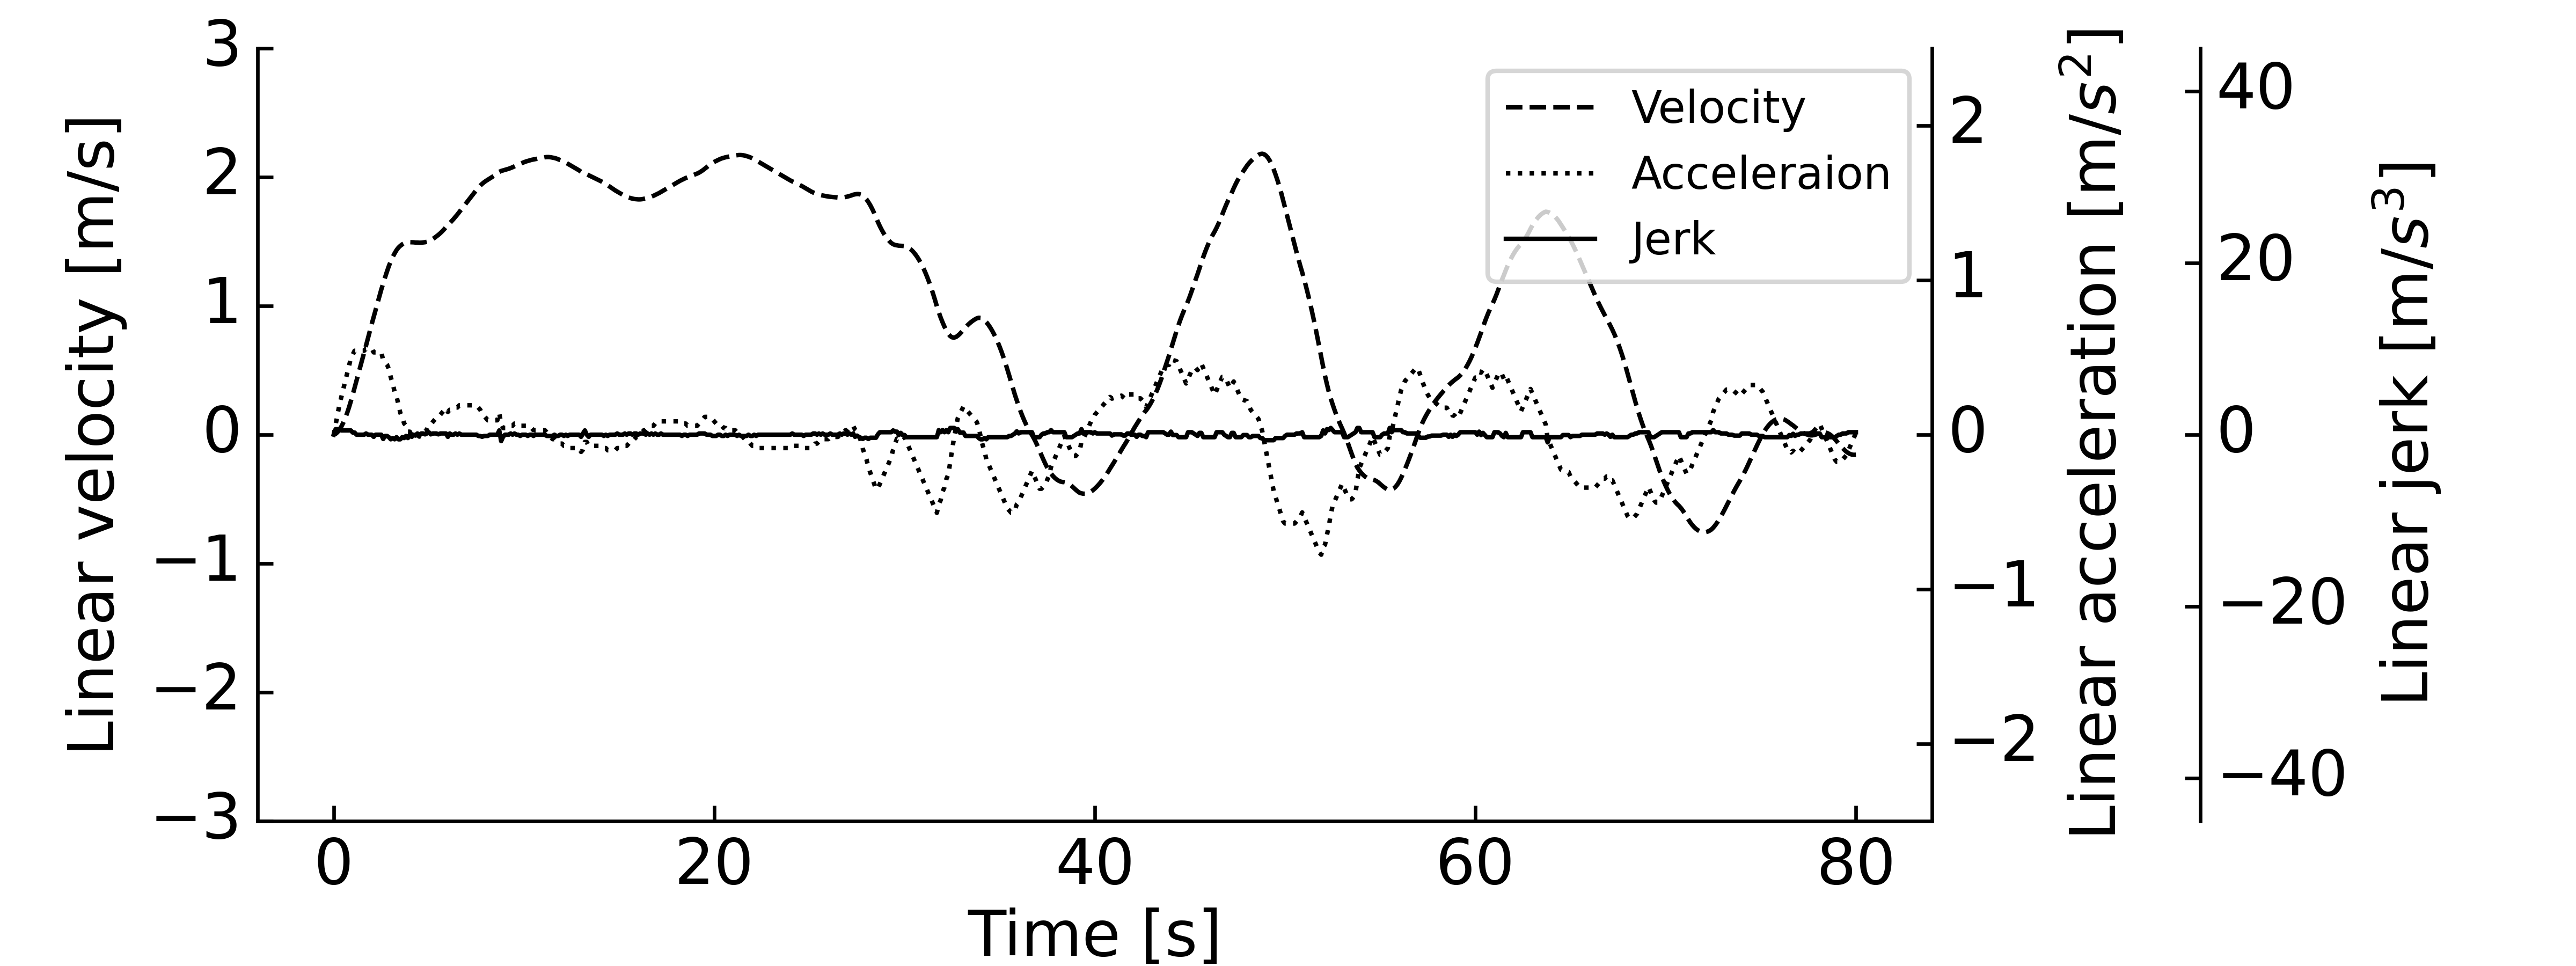 Linear velocity [m/s]
3
2
1
0
−1
−2
−3
0 20 40 60 80
Time [s]
Velocity
Acceleraion
Jerk
2
1
0
−1
−2
Linear acceleration [m/s²]
40
20
0
−20
−40
Linear jerk [m/s³]